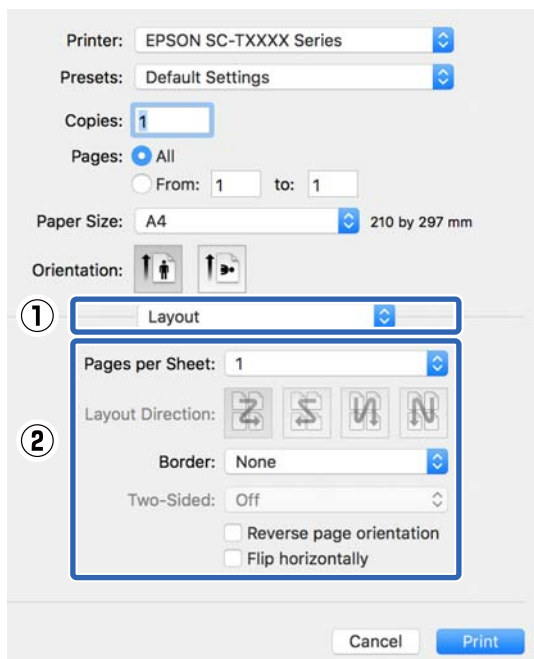 Printer: EPSON SC-TXXXX Series
Presets: Default Settings
Copies: 1
Pages: All
From: 1 to: 1
Paper Size: A4 210 by 297 mm
Orientation:
① Layout
Pages per Sheet: 1
Layout Direction:
②
Border: None
Two-Sided: Off
Reverse page orientation
Flip horizontally
Cancel Print